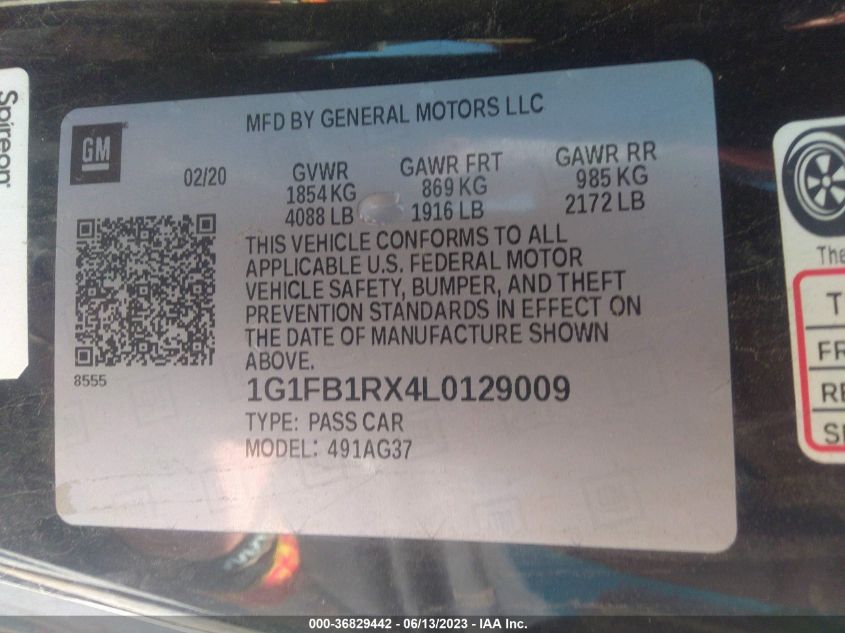 Spireon
MFD BY GENERAL MOTORS LLC
GM
02/20
GVWR
1854 KG
4088 LB
GAWR FRT
869 KG
1916 LB
GAWR RR
985 KG
2172 LB
THIS VEHICLE CONFORMS TO ALL
APPLICABLE U.S. FEDERAL MOTOR
VEHICLE SAFETY, BUMPER, AND THEFT
PREVENTION STANDARDS IN EFFECT ON
THE DATE OF MANUFACTURE SHOWN
ABOVE.
8555
1G1FB1RX4L0129009
TYPE: PASS CAR
MODEL: 491AG37
The
T
FR
RE
S
000-36829442 - 06/13/2023 - IAA Inc.